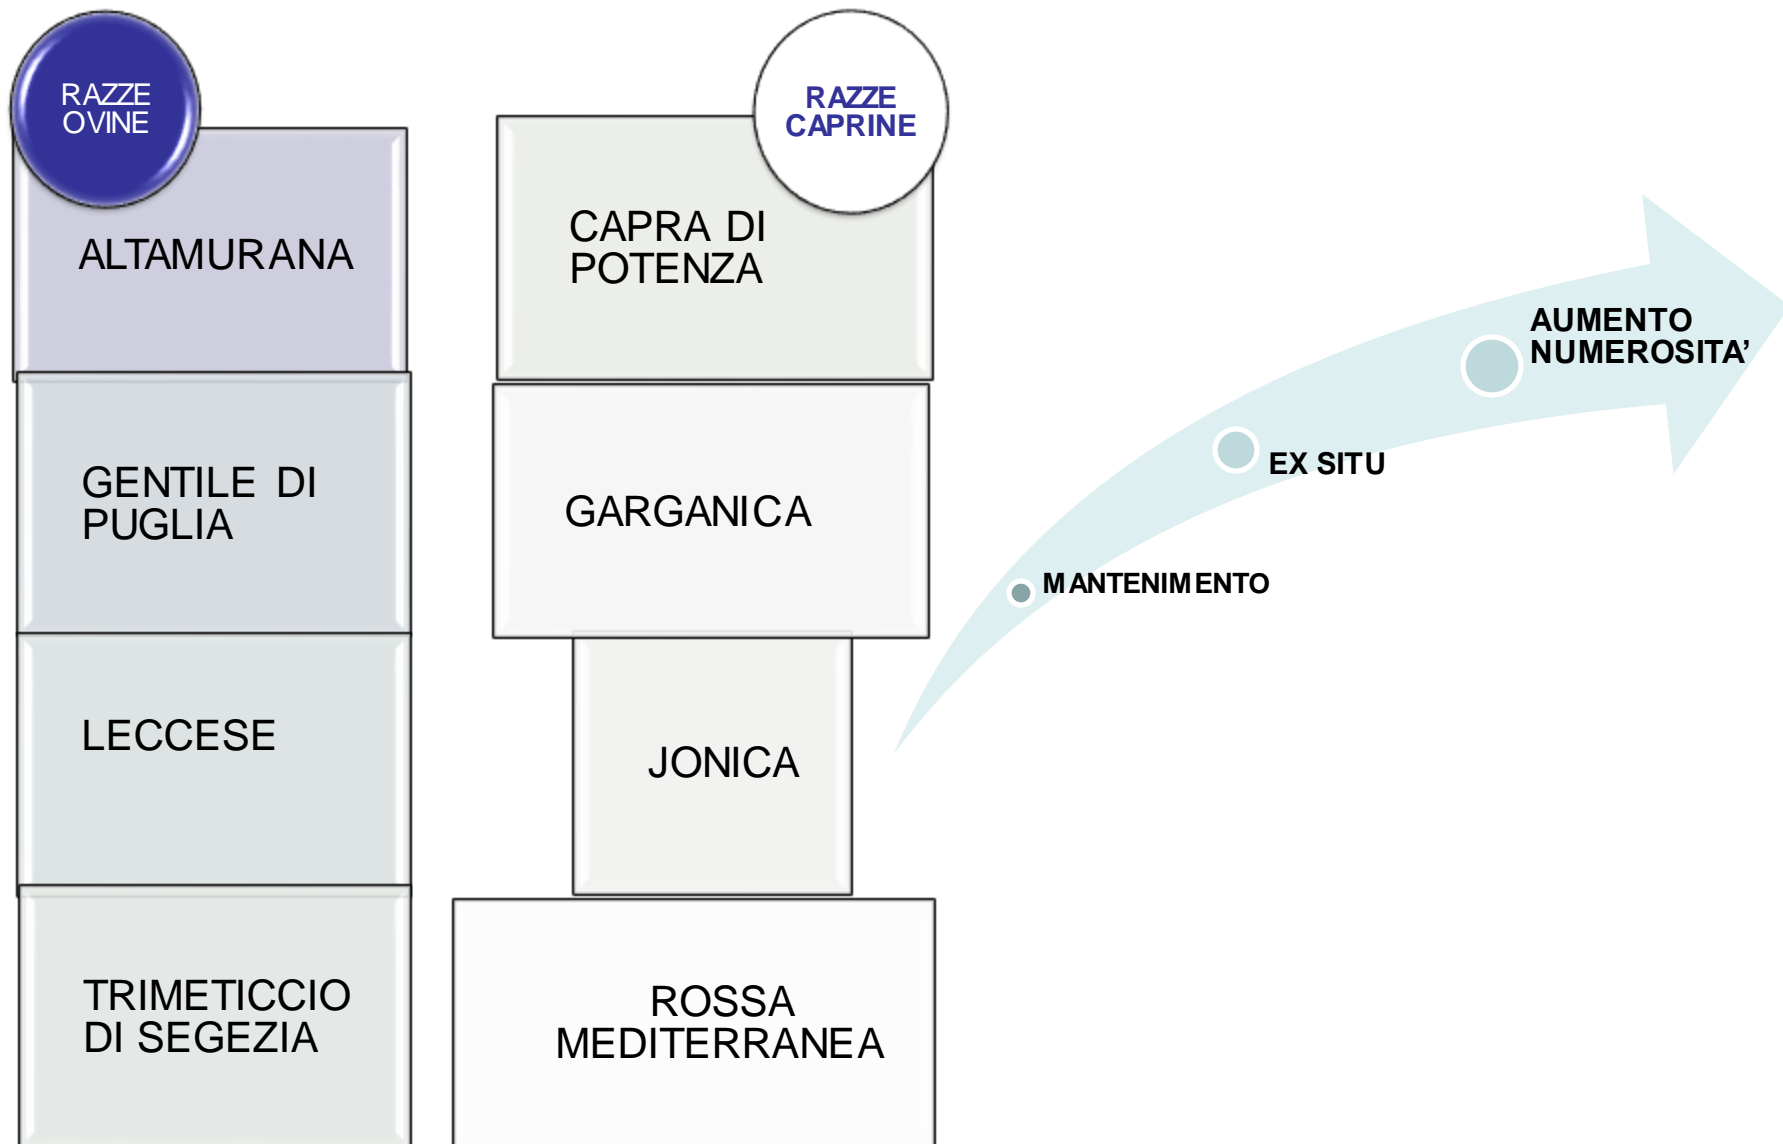 RAZZE
OVINE
ALTAMURANA
GENTILE DI
PUGLIA
LECCESE
TRIMETICCIO
DI SEGEZIA
RAZZE
CAPRINE
CAPRA DI
POTENZA
GARGANICA
JONICA
ROSSA
MEDITERRANEA
MANTENIMENTO
EX SITU
AUMENTO
NUMEROSITA’